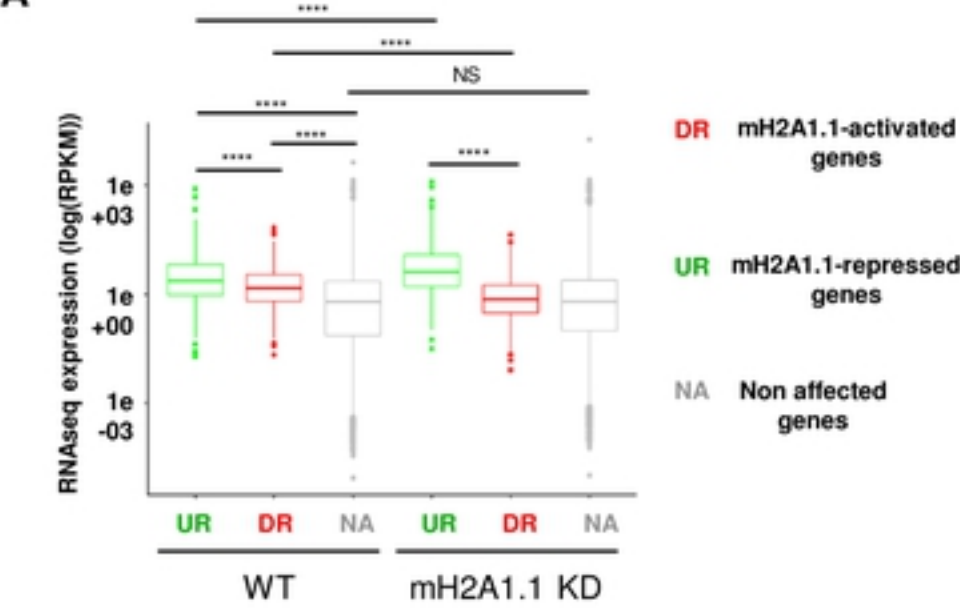 A
****
****
NS
****
****
****
****
RNAseq expression (log(RPKM))
1e
+03
1e
+00
1e
-03
UR DR NA UR DR NA
WT mH2A1.1 KD
DR mH2A1.1-activated
genes
UR mH2A1.1-repressed
genes
NA Non affected
genes